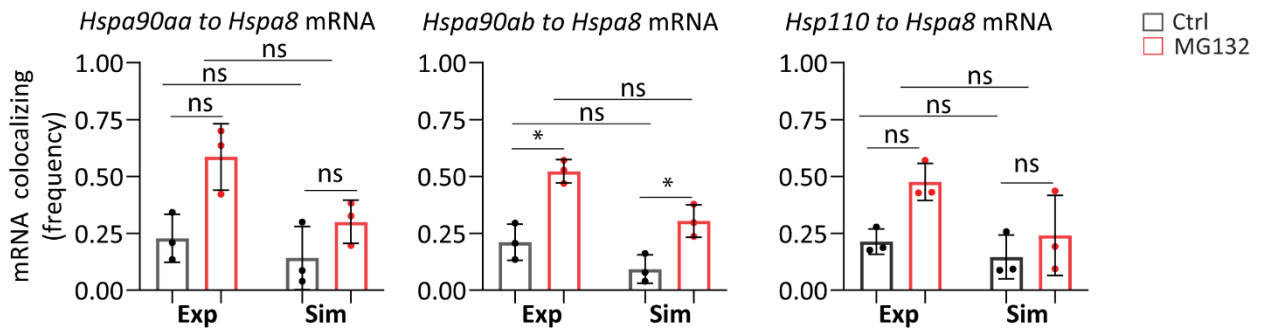 Hspa90aa to Hspa8 mRNA
Hspa90ab to Hspa8 mRNA
Hsp110 to Hspa8 mRNA
Ctrl
MG132
mRNA colocalizing
(frequency)
1.00
0.75
0.50
0.25
0.00
ns
ns
ns
ns
Exp
Sim
1.00
0.75
0.50
0.25
0.00
ns
ns
*
*
Exp
Sim
1.00
0.75
0.50
0.25
0.00
ns
ns
ns
ns
Exp
Sim